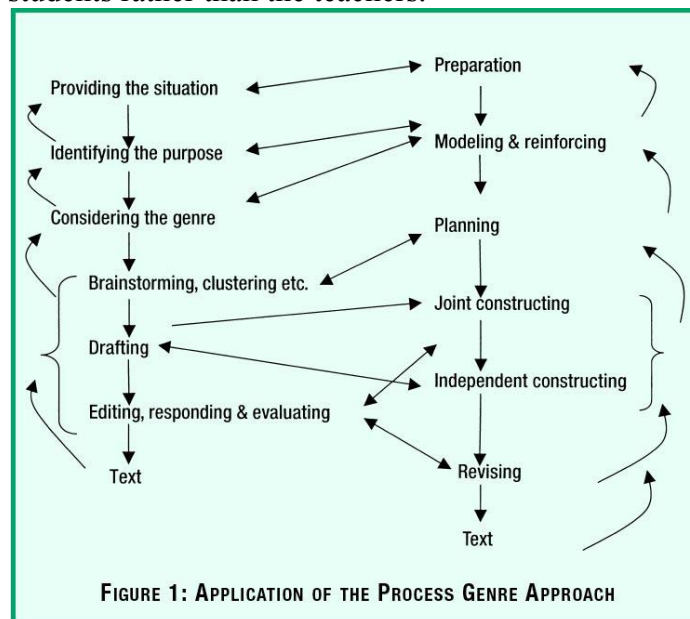 students rather than the teachers.
Providing the situation
Identifying the purpose
Considering the genre
Brainstorming, clustering etc.
Drafting
Editing, responding & evaluating
Text
Preparation
Modeling & reinforcing
Planning
Joint constructing
Independent constructing
Revising
Text
FIGURE 1: APPLICATION OF THE PROCESS GENRE APPROACH